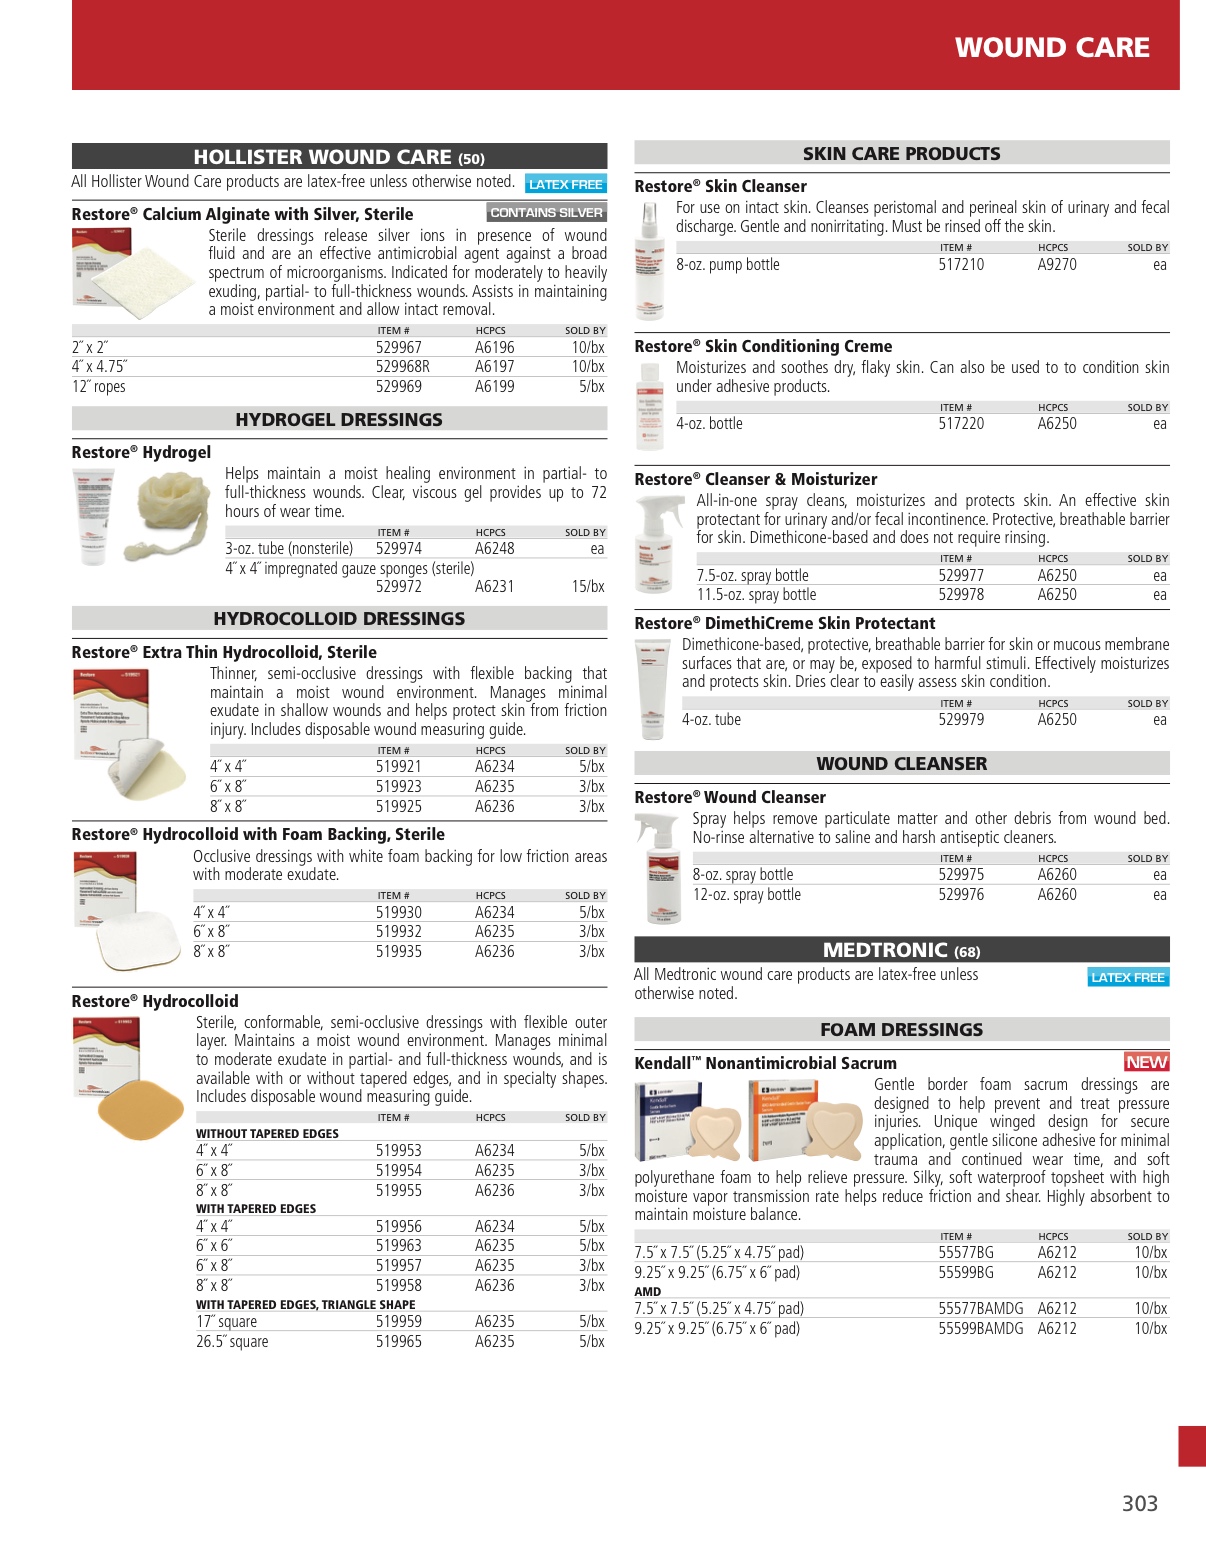 WOUND CARE
HOLLISTER WOUND CARE (50)
All Hollister Wound Care products are latex-free unless otherwise noted. LATEX FREE
Restore® Calcium Alginate with Silver, Sterile CONTAINS SILVER
Sterile dressings release silver ions in presence of wound
fluid and are an effective antimicrobial agent against a broad
spectrum of microorganisms. Indicated for moderately to heavily
exuding, partial- to full-thickness wounds. Assists in maintaining
a moist environment and allow intact removal.
ITEM # HCPCS SOLD BY
2˝ x 2˝ 529967 A6196 10/bx
4˝ x 4.75˝ 529968R A6197 10/bx
12˝ ropes 529969 A6199 5/bx
HYDROGEL DRESSINGS
Restore® Hydrogel
Helps maintain a moist healing environment in partial- to
full-thickness wounds. Clear, viscous gel provides up to 72
hours of wear time.
ITEM # HCPCS SOLD BY
3-oz. tube (nonsterile) 529974 A6248 ea
4˝ x 4˝ impregnated gauze sponges (sterile)
529972 A6231 15/bx
HYDROCOLLOID DRESSINGS
Restore® Extra Thin Hydrocolloid, Sterile
Thinner, semi-occlusive dressings with flexible backing that
maintain a moist wound environment. Manages minimal
exudate in shallow wounds and helps protect skin from friction
injury. Includes disposable wound measuring guide.
ITEM # HCPCS SOLD BY
4˝ x 4˝ 519921 A6234 5/bx
6˝ x 8˝ 519923 A6235 3/bx
8˝ x 8˝ 519925 A6236 3/bx
Restore® Hydrocolloid with Foam Backing, Sterile
Occlusive dressings with white foam backing for low friction areas
with moderate exudate.
ITEM # HCPCS SOLD BY
4˝ x 4˝ 519930 A6234 5/bx
6˝ x 8˝ 519932 A6235 3/bx
8˝ x 8˝ 519935 A6236 3/bx
Restore® Hydrocolloid
Sterile, conformable, semi-occlusive dressings with flexible outer
layer. Maintains a moist wound environment. Manages minimal
to moderate exudate in partial- and full-thickness wounds, and is
available with or without tapered edges, and in specialty shapes.
Includes disposable wound measuring guide.
ITEM # HCPCS SOLD BY
WITHOUT TAPERED EDGES
4˝ x 4˝ 519953 A6234 5/bx
6˝ x 8˝ 519954 A6235 3/bx
8˝ x 8˝ 519955 A6236 3/bx
WITH TAPERED EDGES
4˝ x 4˝ 519956 A6234 5/bx
6˝ x 6˝ 519963 A6235 5/bx
6˝ x 8˝ 519957 A6235 3/bx
8˝ x 8˝ 519958 A6236 3/bx
WITH TAPERED EDGES, TRIANGLE SHAPE
17˝ square 519959 A6235 5/bx
26.5˝ square 519965 A6235 5/bx
SKIN CARE PRODUCTS
Restore® Skin Cleanser
For use on intact skin. Cleanses peristomal and perineal skin of urinary and fecal
discharge. Gentle and nonirritating. Must be rinsed off the skin.
ITEM # HCPCS SOLD BY
8-oz. pump bottle 517210 A9270 ea
Restore® Skin Conditioning Creme
Moisturizes and soothes dry, flaky skin. Can also be used to to condition skin
under adhesive products.
ITEM # HCPCS SOLD BY
4-oz. bottle 517220 A6250 ea
Restore® Cleanser & Moisturizer
All-in-one spray cleans, moisturizes and protects skin. An effective skin
protectant for urinary and/or fecal incontinence. Protective, breathable barrier
for skin. Dimethicone-based and does not require rinsing.
ITEM # HCPCS SOLD BY
7.5-oz. spray bottle 529977 A6250 ea
11.5-oz. spray bottle 529978 A6250 ea
Restore® DimethiCreme Skin Protectant
Dimethicone-based, protective, breathable barrier for skin or mucous membrane
surfaces that are, or may be, exposed to harmful stimuli. Effectively moisturizes
and protects skin. Dries clear to easily assess skin condition.
ITEM # HCPCS SOLD BY
4-oz. tube 529979 A6250 ea
WOUND CLEANSER
Restore® Wound Cleanser
Spray helps remove particulate matter and other debris from wound bed.
No-rinse alternative to saline and harsh antiseptic cleaners.
ITEM # HCPCS SOLD BY
8-oz. spray bottle 529975 A6260 ea
12-oz. spray bottle 529976 A6260 ea
MEDTRONIC (68)
All Medtronic wound care products are latex-free unless LATEX FREE
otherwise noted.
FOAM DRESSINGS
Kendall™ Nonantimicrobial Sacrum NEW
Gentle border foam sacrum dressings are
designed to help prevent and treat pressure
injuries. Unique winged design for secure
application, gentle silicone adhesive for minimal
trauma and continued wear time, and soft
polyurethane foam to help relieve pressure. Silky, soft waterproof topsheet with high
moisture vapor transmission rate helps reduce friction and shear. Highly absorbent to
maintain moisture balance.
ITEM # HCPCS SOLD BY
7.5˝ x 7.5˝ (5.25˝ x 4.75˝ pad) 55577BG A6212 10/bx
9.25˝ x 9.25˝ (6.75˝ x 6˝ pad) 55599BG A6212 10/bx
AMD
7.5˝ x 7.5˝ (5.25˝ x 4.75˝ pad) 55577BAMDG A6212 10/bx
9.25˝ x 9.25˝ (6.75˝ x 6˝ pad) 55599BAMDG A6212 10/bx
303